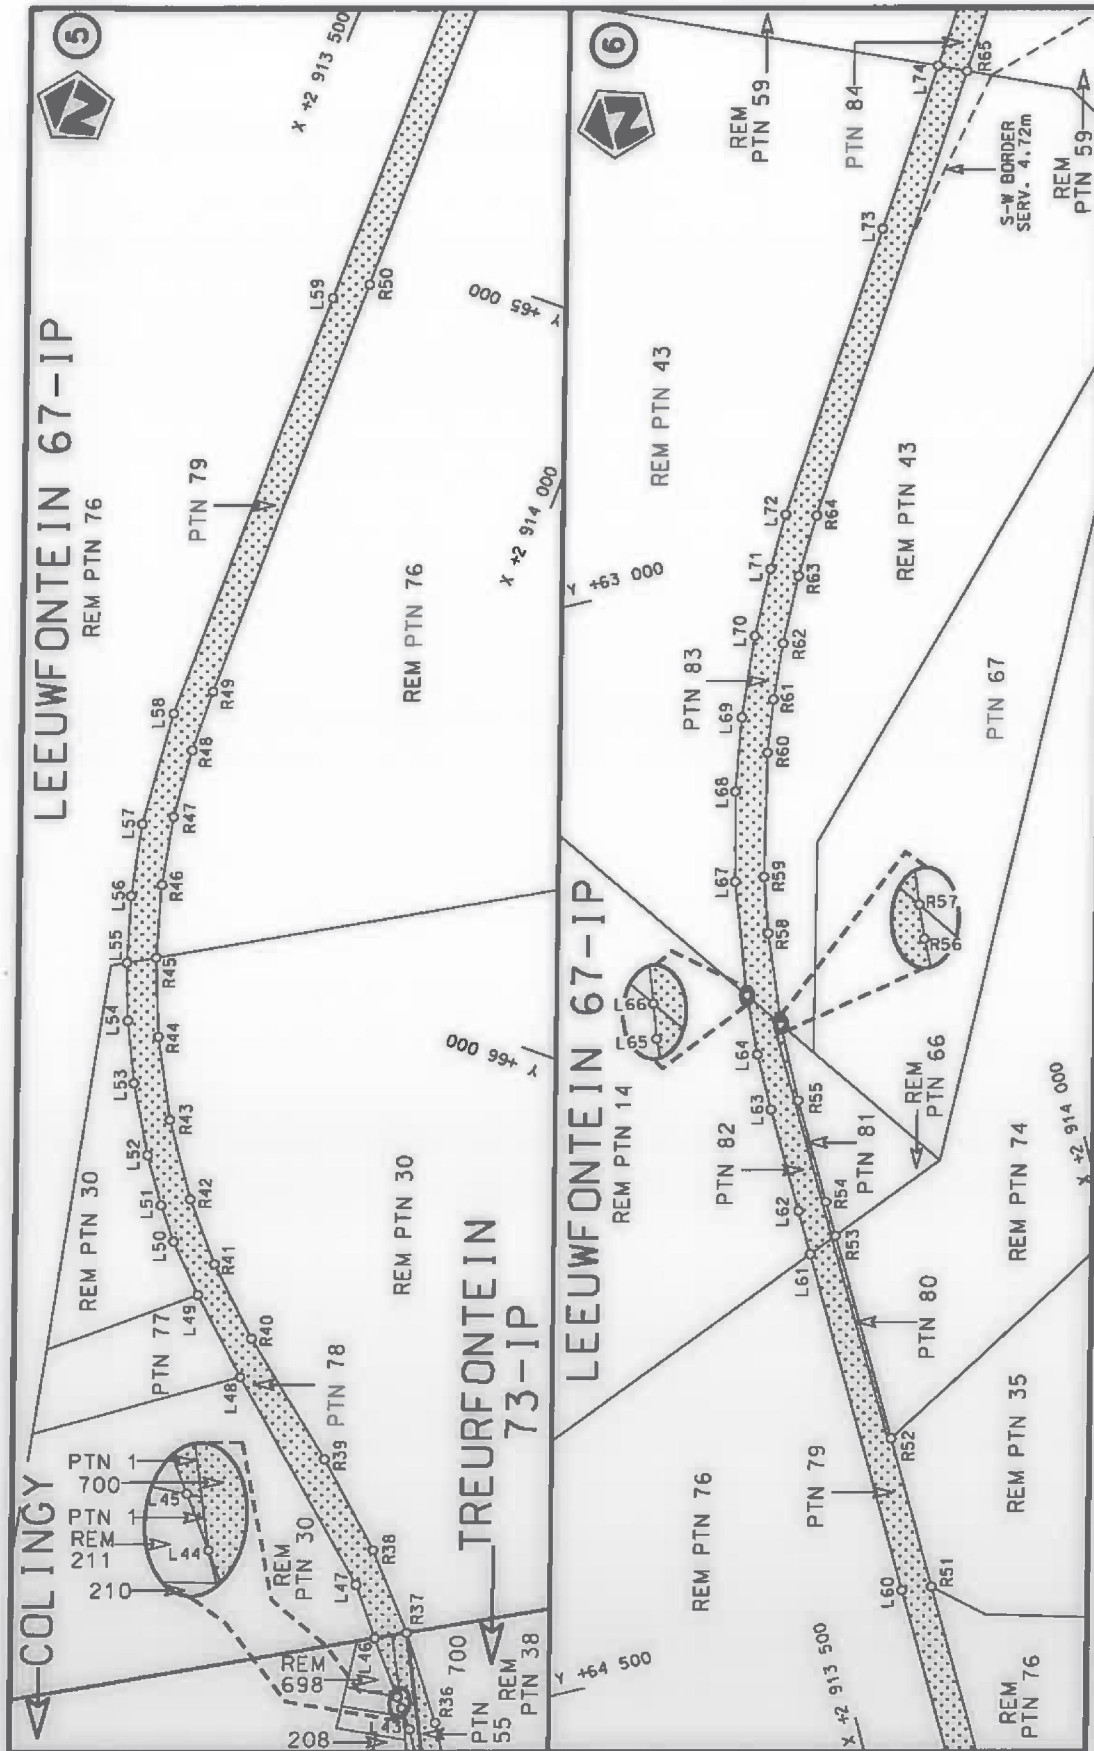 5
N
X +2 913 500
LEEUWFONTEIN 67-IP
REM PTN 76
PTN 79
L59
R50
Y +65 000
X +2 914 000
REM PTN 76
L58
R49
R48
L57
R47
L56
R46
L55
R45
L54
R44
L53
R43
L52
L51
R42
L50
R41
L49
R40
L48
R39
R38
L47
R37
L46
R36
Y +66 000
REM PTN 30
REM PTN 30
PTN 77
PTN 78
PTN 1
700
L45
PTN 1
REM
211
L44
210
REM
PTN 30
COLINGY
TREURFONTEIN
73-IP
REM
698
43
208
700
PTN
55 REM
PTN 38
6
N
REM
PTN 59
PTN 84
L74
R65
S-W BORDER
SERV. 4.72m
REM
PTN 59
L73
REM PTN 43
REM PTN 43
L72
R64
L71
R63
L70
R62
Y +63 000
PTN 83
L69
R61
R60
L68
PTN 67
L67
R59
R58
R57
R56
L66
L65
LEEUWFONTEIN 67-IP
REM PTN 14
L64
L63
R55
PTN 82
PTN 81
REM
PTN 66
L62
R54
R53
L61
REM PTN 74
X +2 914 000
PTN 80
R52
REM PTN 35
PTN 79
REM PTN 76
L60
R51
Y +64 500
X +2 913 500
REM
PTN 76